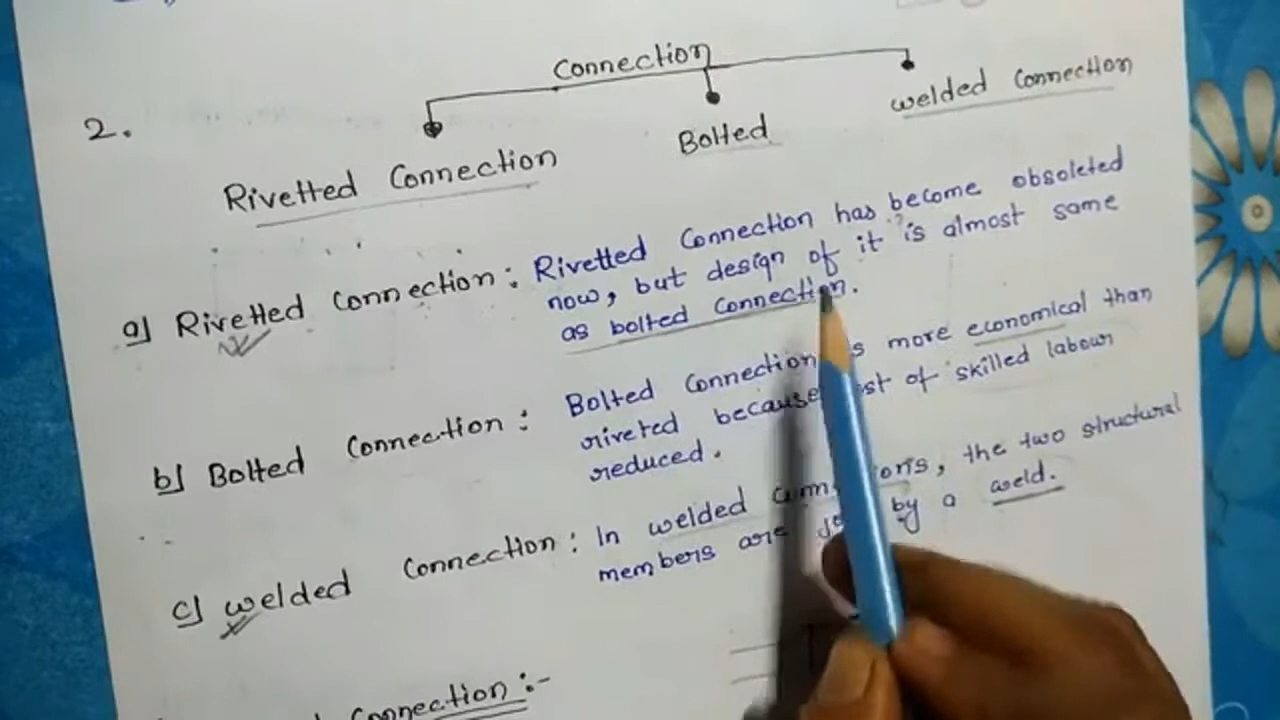 Connection
2.
Rivetted Connection
Bolted
welded Connection
a) Rivetted Connection : Rivetted Connection has become obsoleted
now, but design of it is almost same
as bolted Connection.
b) Bolted Connection : Bolted Connection is more economical than
riveted because of skilled labour
reduced.
c) welded Connection : In welded , the two structural
members are by a weld.
Connection :-